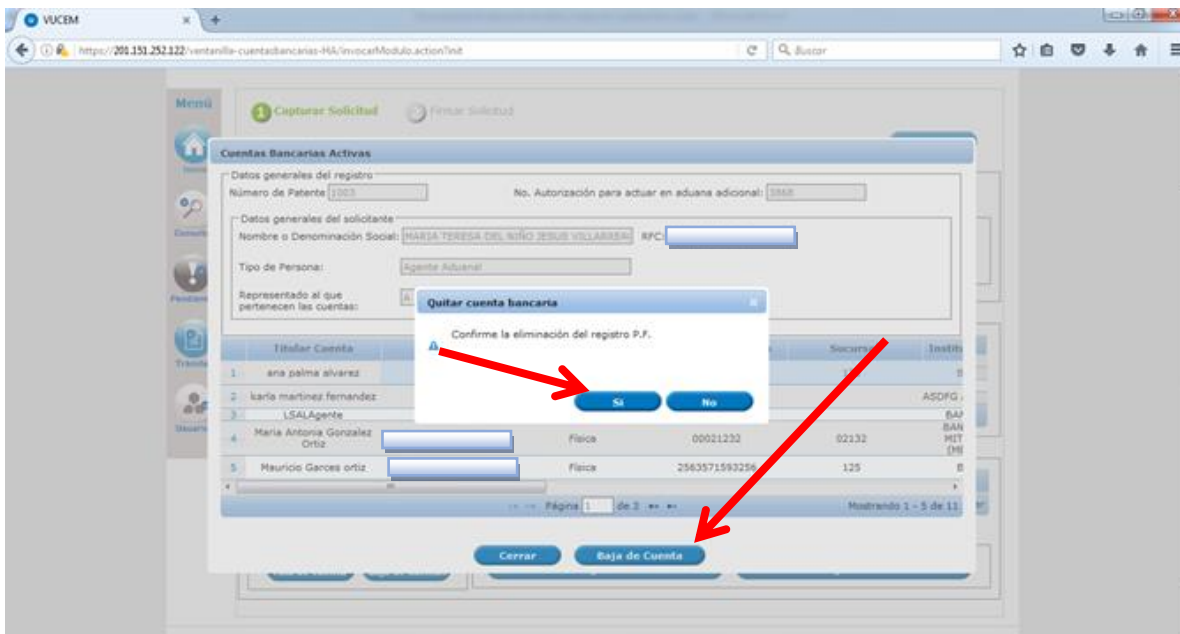 VUCEM
https://201.151.252.122/ventanilla-cuentasbancarias-HA/invocarModulo.action?init
Buscar
Menú
1 Capturar Solicitud
Firmar Solicitud
Cuentas Bancarias Activas
Datos generales del registro
Número de Patente 1003
No. Autorización para actuar en aduana adicional: 3868
Datos generales del solicitante
Nombre o Denominación Social: MARIA TERESA DEL NIÑO JESUS
RFC:
Tipo de Persona: Agente Aduanal
Representado al que
pertenecen las cuentas:
Quitar cuenta bancaria
Confirme la eliminación del registro P.F.
Si
No
Titular Cuenta
1 ana palma alvarez
2 karla martinez fernandez
ASDFG
3 LSALAgente
4 Maria Antonia Gonzalez
Ortiz
Física 00021232 02132
5 Mauricio Garces ortiz Física 2563571593256 125
Página 1 de 3
Mostrando 1 - 5 de 11
Cerrar
Baja de Cuenta